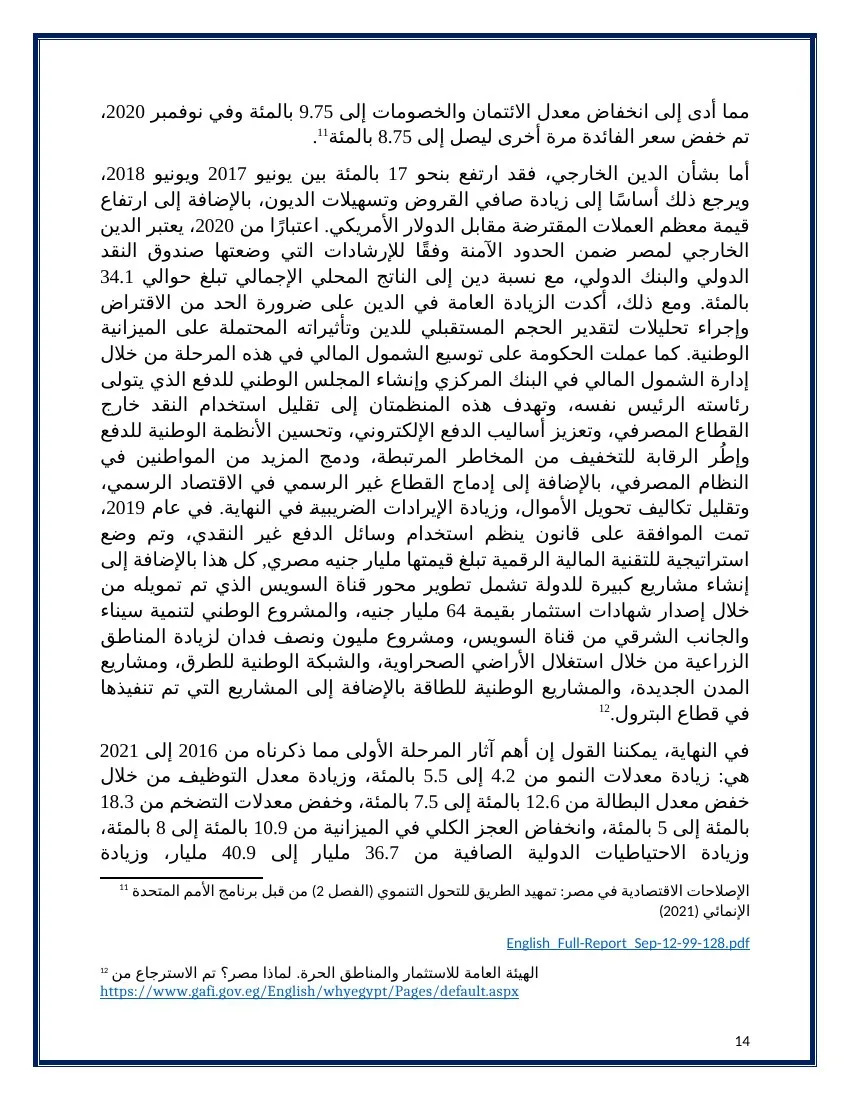 مما أدى إلى انخفاض معدل الائتمان والخصومات إلى 9.75 بالمئة وفي نوفمبر 2020،
تم خفض سعر الفائدة مرة أخرى ليصل إلى 8.75 بالمئة11.
أما بشأن الدين الخارجي، فقد ارتفع بنحو 17 بالمئة بين يونيو 2017 ويونيو 2018،
ويرجع ذلك أساسًا إلى زيادة صافي القروض وتسهيلات الديون، بالإضافة إلى ارتفاع
قيمة معظم العملات المقترضة مقابل الدولار الأمريكي. اعتبارًا من 2020، يعتبر الدين
الخارجي لمصر ضمن الحدود الآمنة وفقًا للإرشادات التي وضعتها صندوق النقد
الدولي والبنك الدولي، مع نسبة دين إلى الناتج المحلي الإجمالي تبلغ حوالي 34.1
بالمئة. ومع ذلك، أكدت الزيادة العامة في الدين على ضرورة الحد من الاقتراض
وإجراء تحليلات لتقدير الحجم المستقبلي للدين وتأثيراته المحتملة على الميزانية
الوطنية. كما عملت الحكومة على توسيع الشمول المالي في هذه المرحلة من خلال
إدارة الشمول المالي في البنك المركزي وإنشاء المجلس الوطني للدفع الذي يتولى
رئاسته الرئيس نفسه، وتهدف هذه المنظمتان إلى تقليل استخدام النقد خارج
القطاع المصرفي، وتعزيز أساليب الدفع الإلكتروني، وتحسين الأنظمة الوطنية للدفع
وإطُر الرقابة للتخفيف من المخاطر المرتبطة، ودمج المزيد من المواطنين في
النظام المصرفي، بالإضافة إلى إدماج القطاع غير الرسمي في الاقتصاد الرسمي،
وتقليل تكاليف تحويل الأموال، وزيادة الإيرادات الضريبية في النهاية. في عام 2019،
تمت الموافقة على قانون ينظم استخدام وسائل الدفع غير النقدي، وتم وضع
استراتيجية للتقنية المالية الرقمية تبلغ قيمتها مليار جنيه مصري, كل هذا بالإضافة إلى
إنشاء مشاريع كبيرة للدولة تشمل تطوير محور قناة السويس الذي تم تمويله من
خلال إصدار شهادات استثمار بقيمة 64 مليار جنيه، والمشروع الوطني لتنمية سيناء
والجانب الشرقي من قناة السويس، ومشروع مليون ونصف فدان لزيادة المناطق
الزراعية من خلال استغلال الأراضي الصحراوية، والشبكة الوطنية للطرق، ومشاريع
المدن الجديدة، والمشاريع الوطنية للطاقة بالإضافة إلى المشاريع التي تم تنفيذها
في قطاع البترول.12
في النهاية، يمكننا القول إن أهم آثار المرحلة الأولى مما ذكرناه من 2016 إلى 2021
هي: زيادة معدلات النمو من 4.2 إلى 5.5 بالمئة، وزيادة معدل التوظيف من خلال
خفض معدل البطالة من 12.6 بالمئة إلى 7.5 بالمئة، وخفض معدلات التضخم من 18.3
بالمئة إلى 5 بالمئة، وانخفاض العجز الكلي في الميزانية من 10.9 بالمئة إلى 8 بالمئة،
وزيادة الاحتياطيات الدولية الصافية من 36.7 مليار إلى 40.9 مليار، وزيادة
الإصلاحات الاقتصادية في مصر: تمهيد الطريق للتحول التنموي (الفصل 2) من قبل برنامج الأمم المتحدة 11
الإنمائي (2021)
English_Full-Report_Sep-12-99-128.pdf
الهيئة العامة للاستثمار والمناطق الحرة. لماذا مصر؟ تم الاسترجاع من 12
https://www.gafi.gov.eg/English/whyegypt/Pages/default.aspx
14